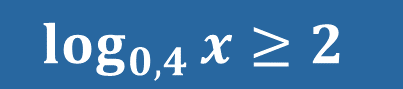 log₀,₄ x ≥ 2